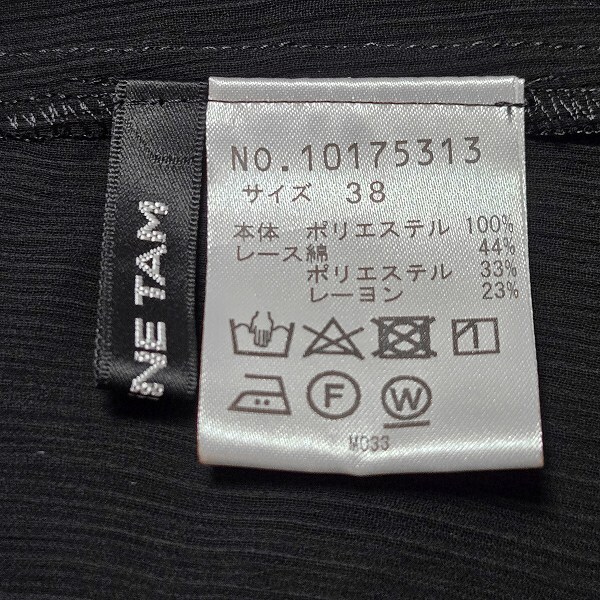 NE TAM
NO.10175313
サイズ 38
本体 ポリエステル 100%
レース綿 44%
ポリエステル 33%
レーヨン 23%
F
W
M033